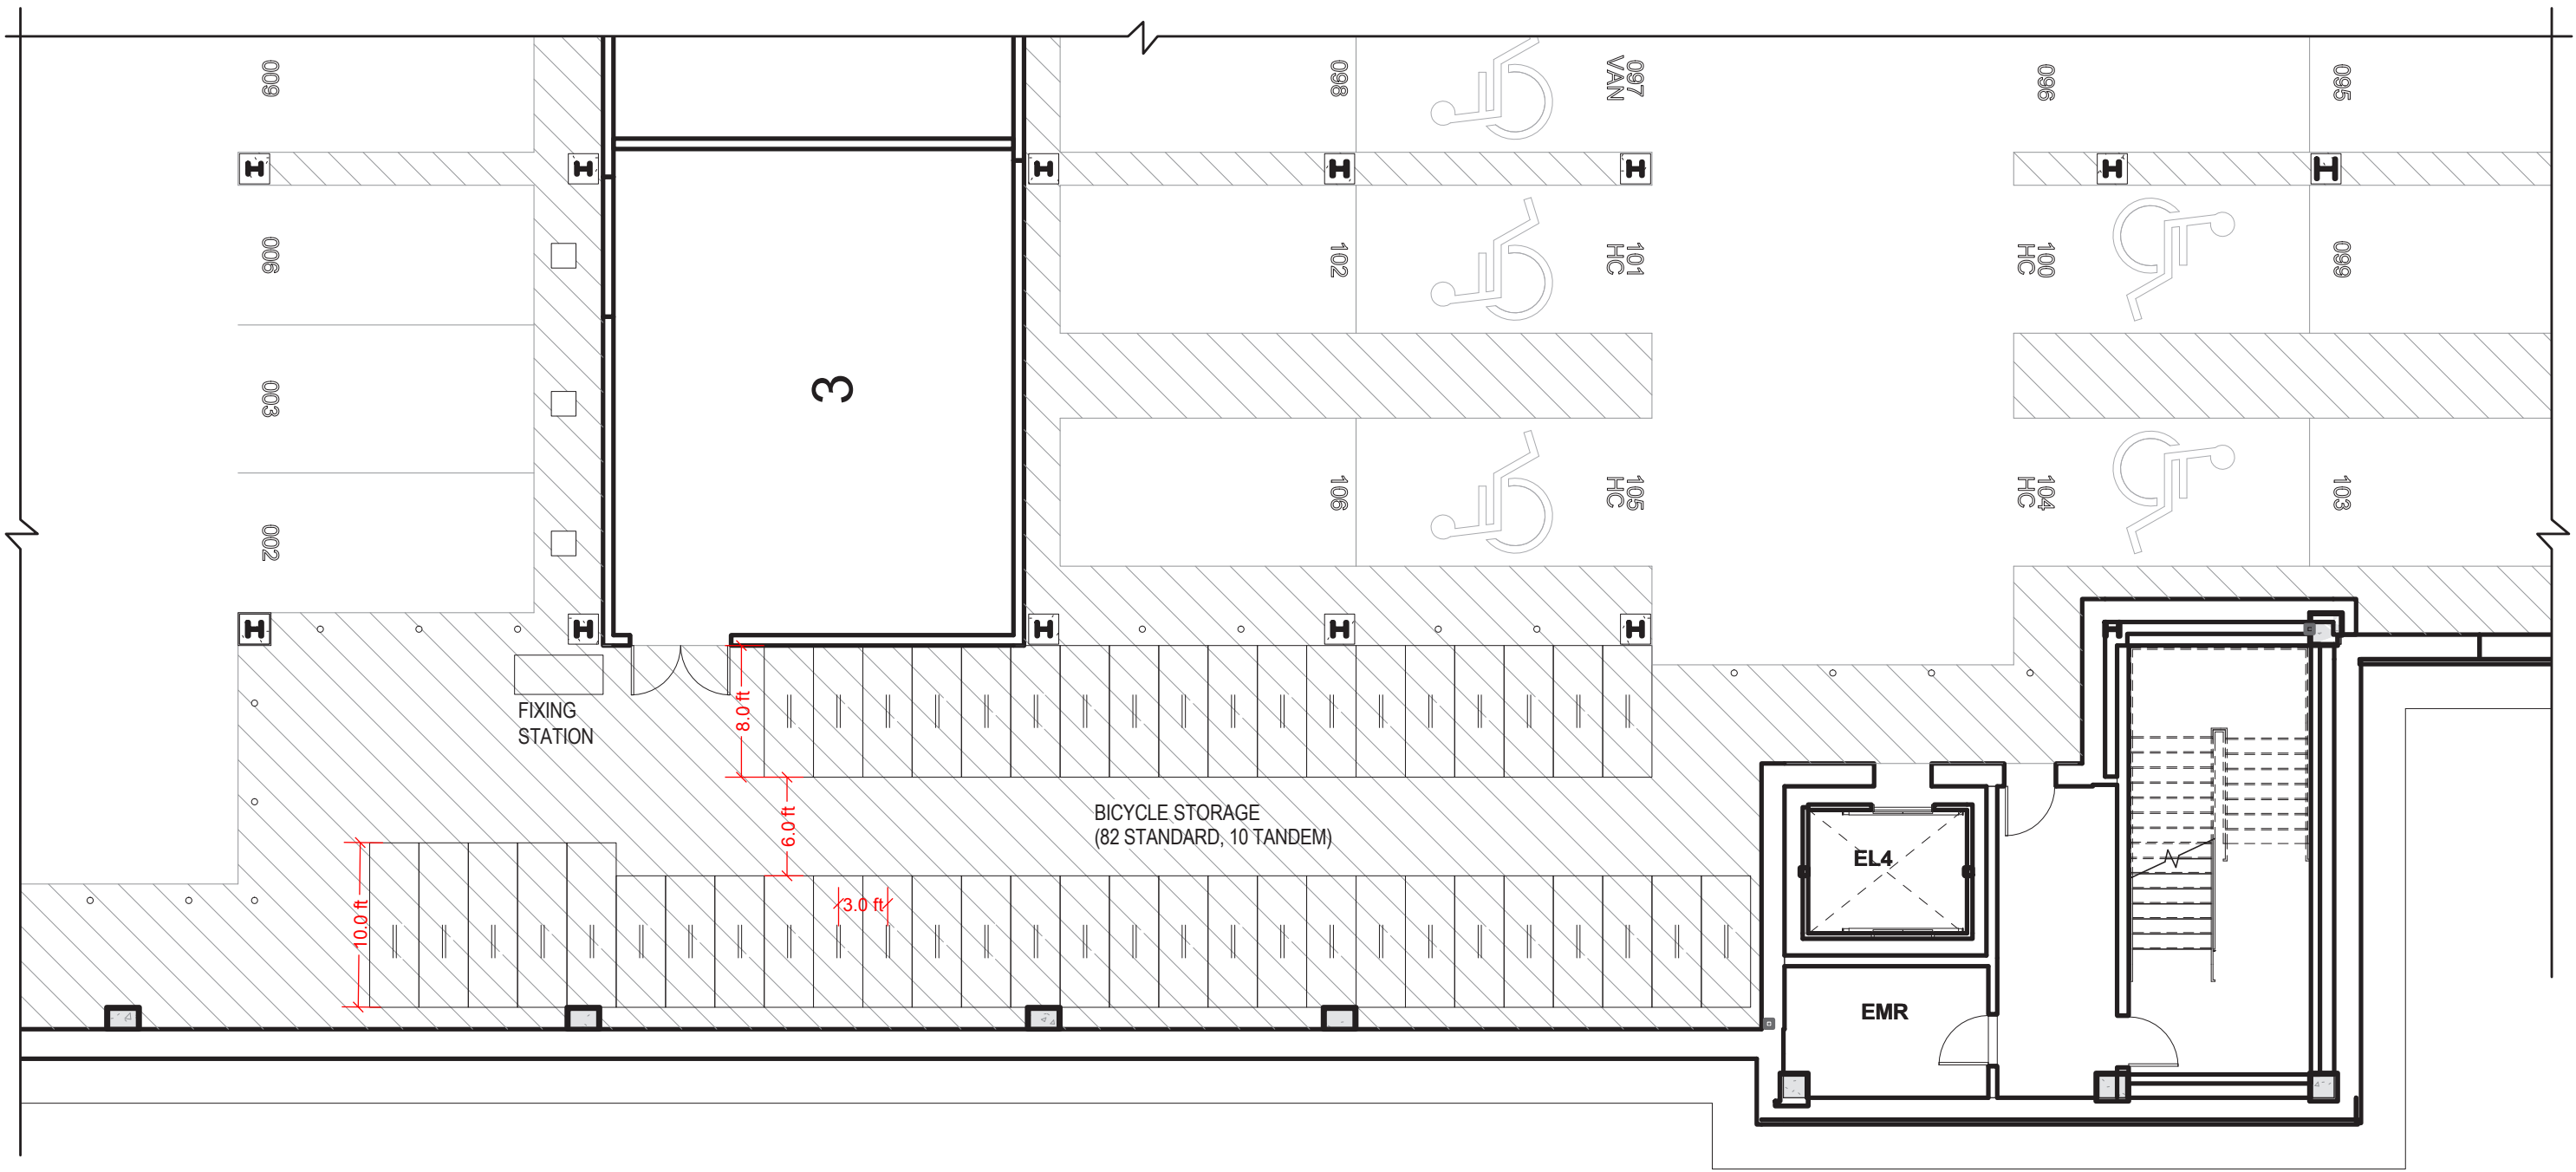 009
098
097
VAN
096
095
006
102
101
HC
100
HC
099
003
3
002
106
105
HC
104
HC
103
FIXING
STATION
8.0 ft
6.0 ft
BICYCLE STORAGE
(82 STANDARD, 10 TANDEM)
10.0 ft
3.0 ft
EL4
EMR